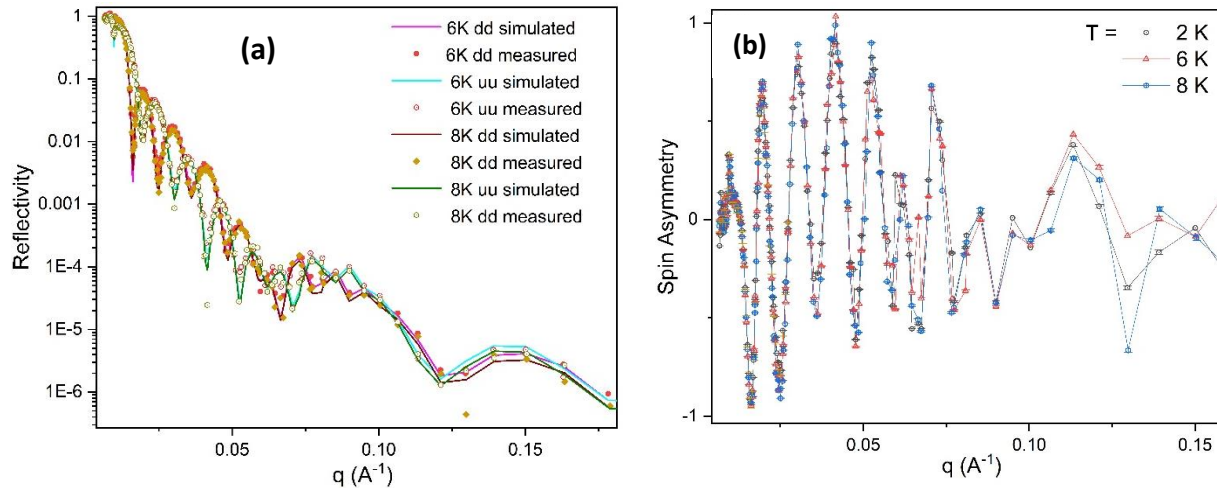 (a)
6K dd simulated
6K dd measured
6K uu simulated
6K uu measured
8K dd simulated
8K dd measured
8K uu simulated
8K dd measured
1
0.1
0.01
0.001
1E-4
1E-5
1E-6
Reflectivity
0.05 0.10 0.15
q (A⁻¹)
(b)
T = 2 K
6 K
8 K
1
0
-1
Spin Asymmetry
0.05 0.10 0.15
q (A⁻¹)